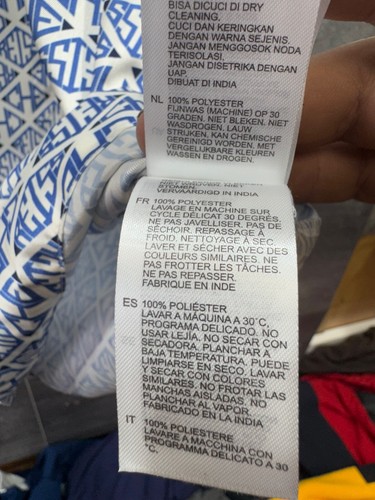 BISA DICUCI DI DRY
CLEANING.
CUCI DAN KERINGKAN
DENGAN WARNA SEJENIS.
JANGAN MENGGOSOK NODA
TERISOLASI.
JANGAN DISETRIKA DENGAN
UAP.
DIBUAT DI INDIA
NL 100% POLYESTER
FIJNWAS (MACHINE) OP 30
GRADEN. NIET BLEKEN. NIET
WASDROGEN. LAUW
STRIJKEN. KAN CHEMISCH
GEREINIGD WORDEN. MET
VERGELIJKBARE KLEUREN
WASSEN EN DROGEN.
STOMEN.
VERVAARDIGD IN INDIA
FR 100% POLYESTER
LAVAGE EN MACHINE SUR
CYCLE DÉLICAT 30 DEGRÉS.
NE PAS JAVELLISER. PAS DE
SÉCHOIR. REPASSAGE À
FROID. NETTOYAGE À SEC.
LAVER ET SÉCHER AVEC DES
COULEURS SIMILAIRES. NE
PAS FROTTER LES TÂCHES.
NE PAS REPASSER.
FABRIQUE EN INDE
ES 100% POLIÉSTER
LAVAR A MÁQUINA A 30°C,
PROGRAMA DELICADO. NO
USAR LEJÍA. NO SECAR CON
SECADORA. PLANCHAR A
BAJA TEMPERATURA. PUEDE
LIMPIARSE EN SECO. LAVAR
Y SECAR CON COLORES
SIMILARES. NO FROTAR LAS
MANCHAS AISLADAS. NO
PLANCHAR AL VAPOR.
FABRICADO EN LA INDIA
IT 100% POLIESTERE
LAVARE A MACCHINA CON
PROGRAMMA DELICATO A 30
°C.